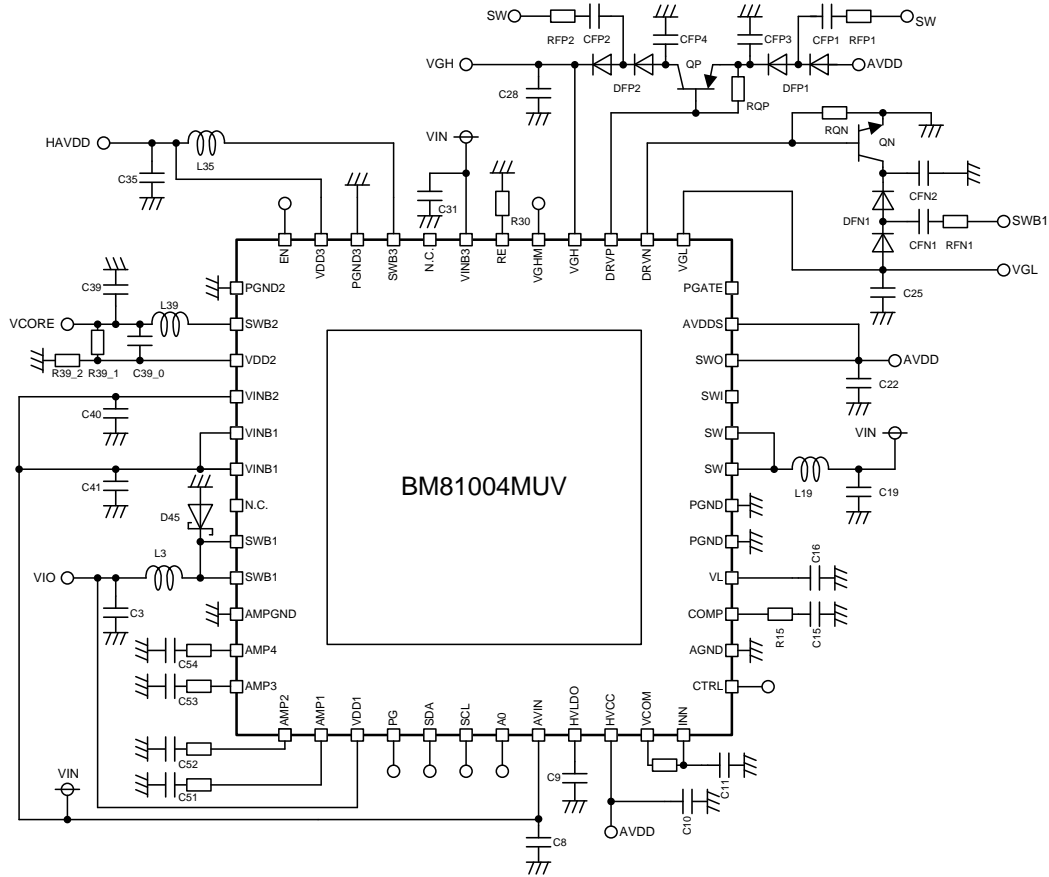 SW
RFP2
CFP2
CFP4
QP
CFP3
CFP1
RFP1
SW
VGH
C28
DFP2
DFP1
AVDD
RQP
RQN
QN
HAVDD
L35
C35
VIN
C31
R30
CFN2
DFN1
CFN1
RFN1
SWB1
VGL
C25
EN
VDD3
PGND3
SWB3
N.C.
VINB3
RE
VGHM
VGH
DRVP
DRVN
VGL
C39
L39
VCORE
R39_2
R39_1
C39_0
PGND2
SWB2
VDD2
VINB2
VINB1
VINB1
N.C.
SWB1
SWB1
AMPGND
AMP4
AMP3
C40
C41
D45
L3
VIO
C3
C54
C53
BM81004MUV
PGATE
AVDDS
SWO
SWI
SW
SW
PGND
PGND
VL
COMP
AGND
CTRL
AVDD
C22
VIN
L19
C19
C16
R15
C15
AMP2
AMP1
VDD1
PG
SDA
SCL
A0
AVIN
HVLDO
HVCC
VCOM
INN
C52
C51
VIN
C8
C9
AVDD
C10
C11